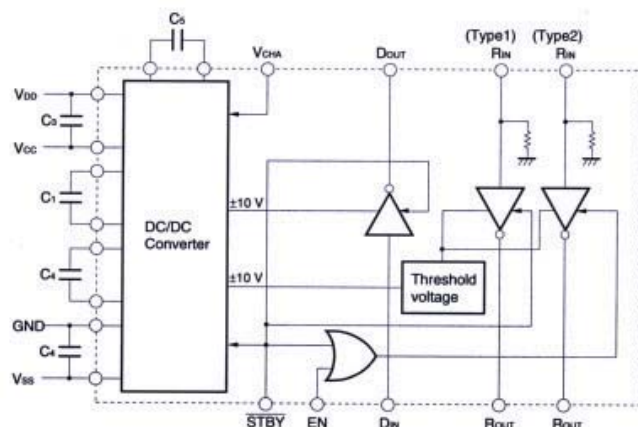 C5
VCHA
DOUT
(Type1)
RIN
(Type2)
RIN
VDD
C3
VCC
C1
C4
GND
C4
VSS
DC/DC
Converter
±10 V
±10 V
Threshold
voltage
STBY
EN
DIN
ROUT
ROUT